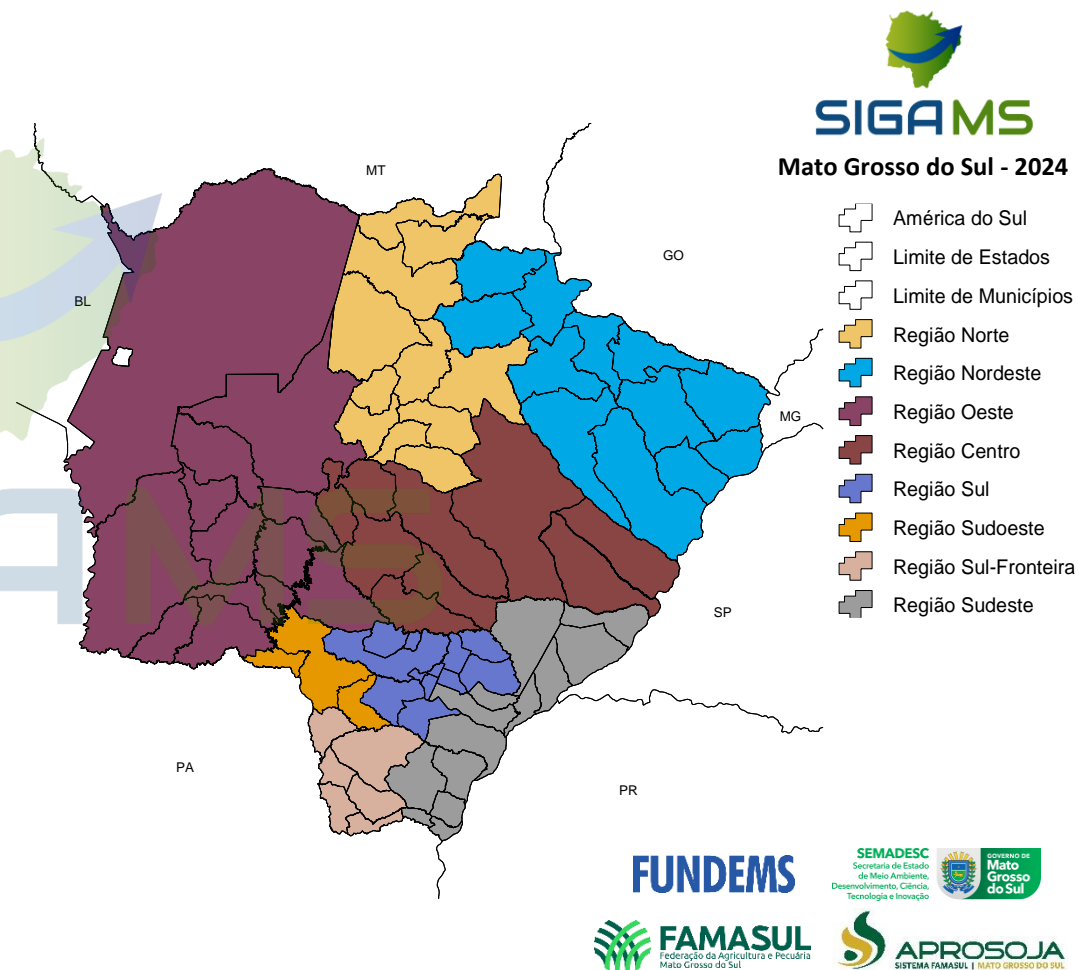 SIGAMS
Mato Grosso do Sul - 2024
América do Sul
Limite de Estados
Limite de Municípios
Região Norte
Região Nordeste
Região Oeste
Região Centro
Região Sul
Região Sudoeste
Região Sul-Fronteira
Região Sudeste
MT
GO
BL
MG
SP
PA
PR
AMS
FUNDEMS
SEMADESC
Secretaria de Estado
de Meio Ambiente,
Desenvolvimento, Ciência,
Tecnologia e Inovação
GOVERNO DE
Mato
Grosso
do Sul
FAMASUL
Federação da Agricultura e Pecuária
Mato Grosso do Sul
APROSOJA
SISTEMA FAMASUL | MATO GROSSO DO SUL